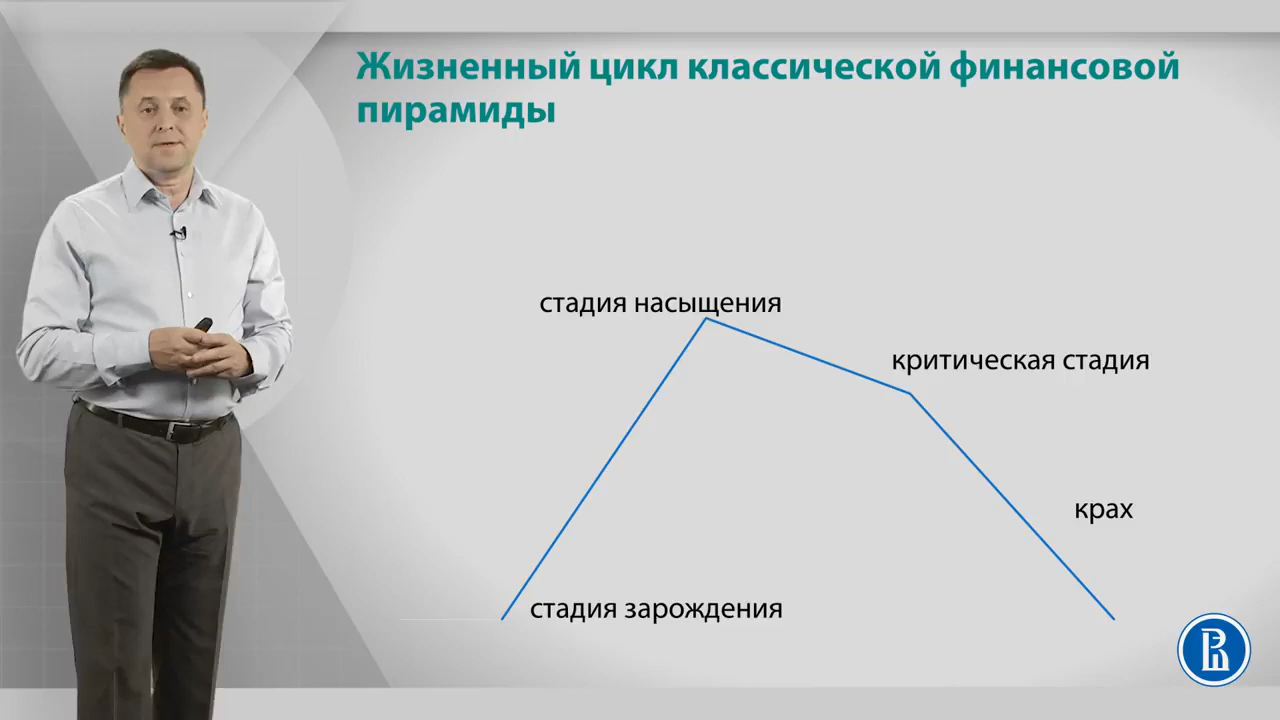 Жизненный цикл классической финансовой
пирамиды
стадия насыщения
критическая стадия
крах
стадия зарождения